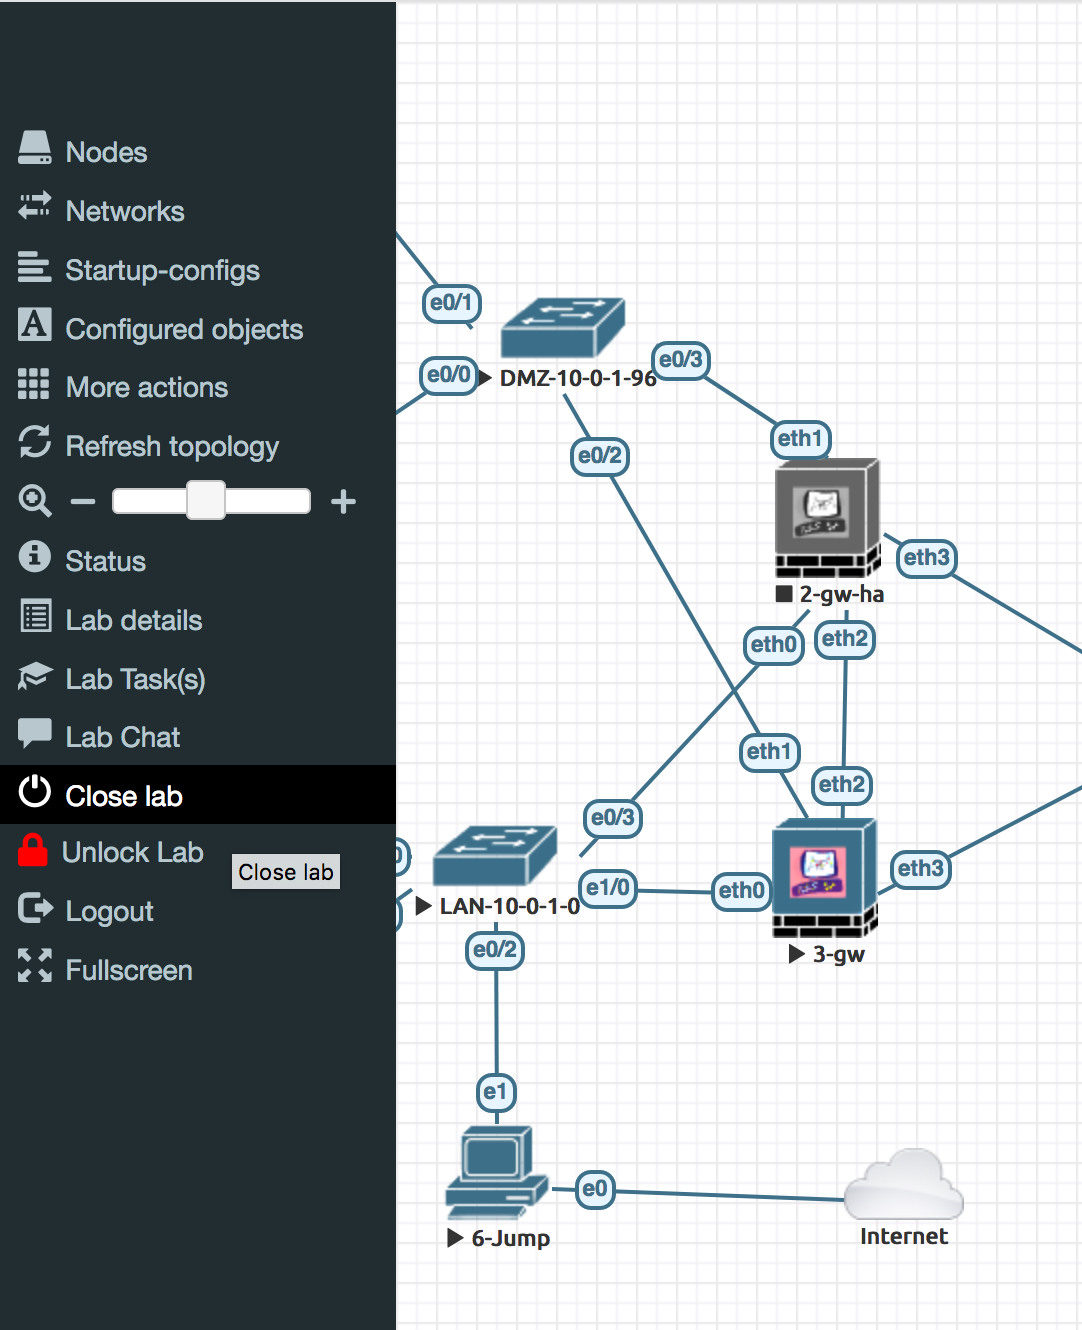 Nodes
Networks
Startup-configs
Configured objects
More actions
Refresh topology
Status
Lab details
Lab Task(s)
Lab Chat
Close lab
Unlock Lab
Close lab
Logout
Fullscreen
e0/1
e0/0
DMZ-10-0-1-96
e0/3
e0/2
eth1
eth3
2-gw-ha
eth0
eth2
eth1
eth2
e0/3
eth3
e1/0
eth0
LAN-10-0-1-0
e0/2
3-gw
e1
e0
6-Jump
Internet